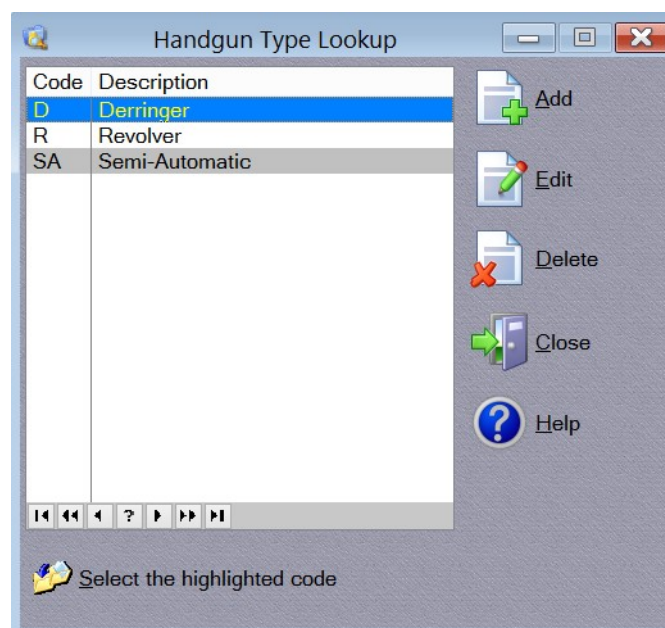 Handgun Type Lookup
Code Description
D Derringer
R Revolver
SA Semi-Automatic
Add
Edit
Delete
Close
Help
?
Select the highlighted code